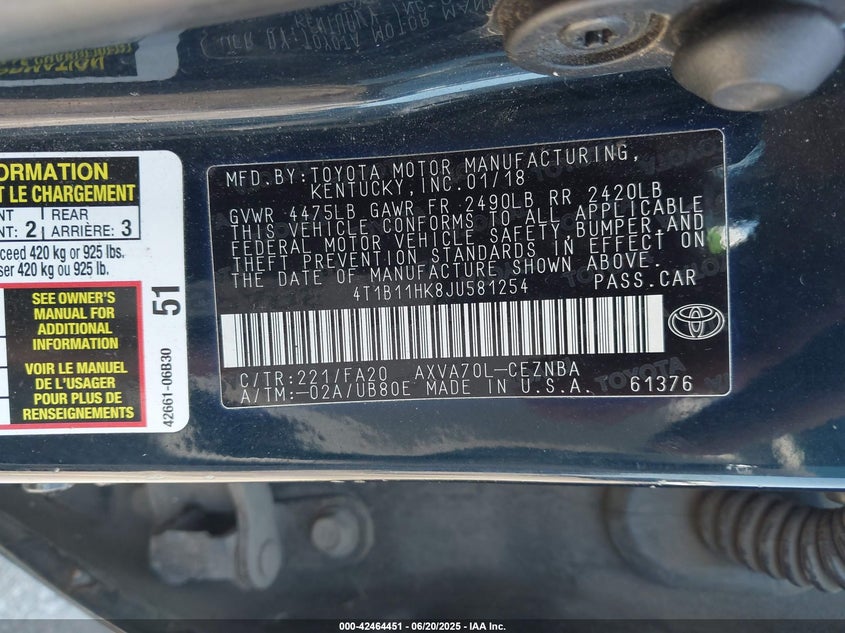 MFD.BY:TOYOTA MOTOR MANUFACTURING,
KENTUCKY,INC.01/18
GVWR 4475LB GAWR FR 2490LB RR 2420LB
THIS VEHICLE CONFORMS TO ALL APPLICABLE
FEDERAL MOTOR VEHICLE SAFETY,BUMPER,AND
THEFT PREVENTION STANDARDS IN EFFECT ON
THE DATE OF MANUFACTURE SHOWN ABOVE.
4T1B11HK8JU581254 PASS.CAR
C/TR:221/FA20 AXVA70L-CEZNBA
A/TM:-02A/UB80E MADE IN U.S.A. 61376
TOYOTA
ORMATION
T LE CHARGEMENT
NT 2 REAR 3
NT: ARRIÈRE:
ceed 420 kg or 925 lbs.
ser 420 kg ou 925 lb.
SEE OWNER'S
MANUAL FOR
ADDITIONAL
INFORMATION
VOIR LE MANUEL
DE L'USAGER
POUR PLUS DE
RENSEIGNEMENTS
51
42661-06B30
000-42464451 - 06/20/2025 - IAA Inc.